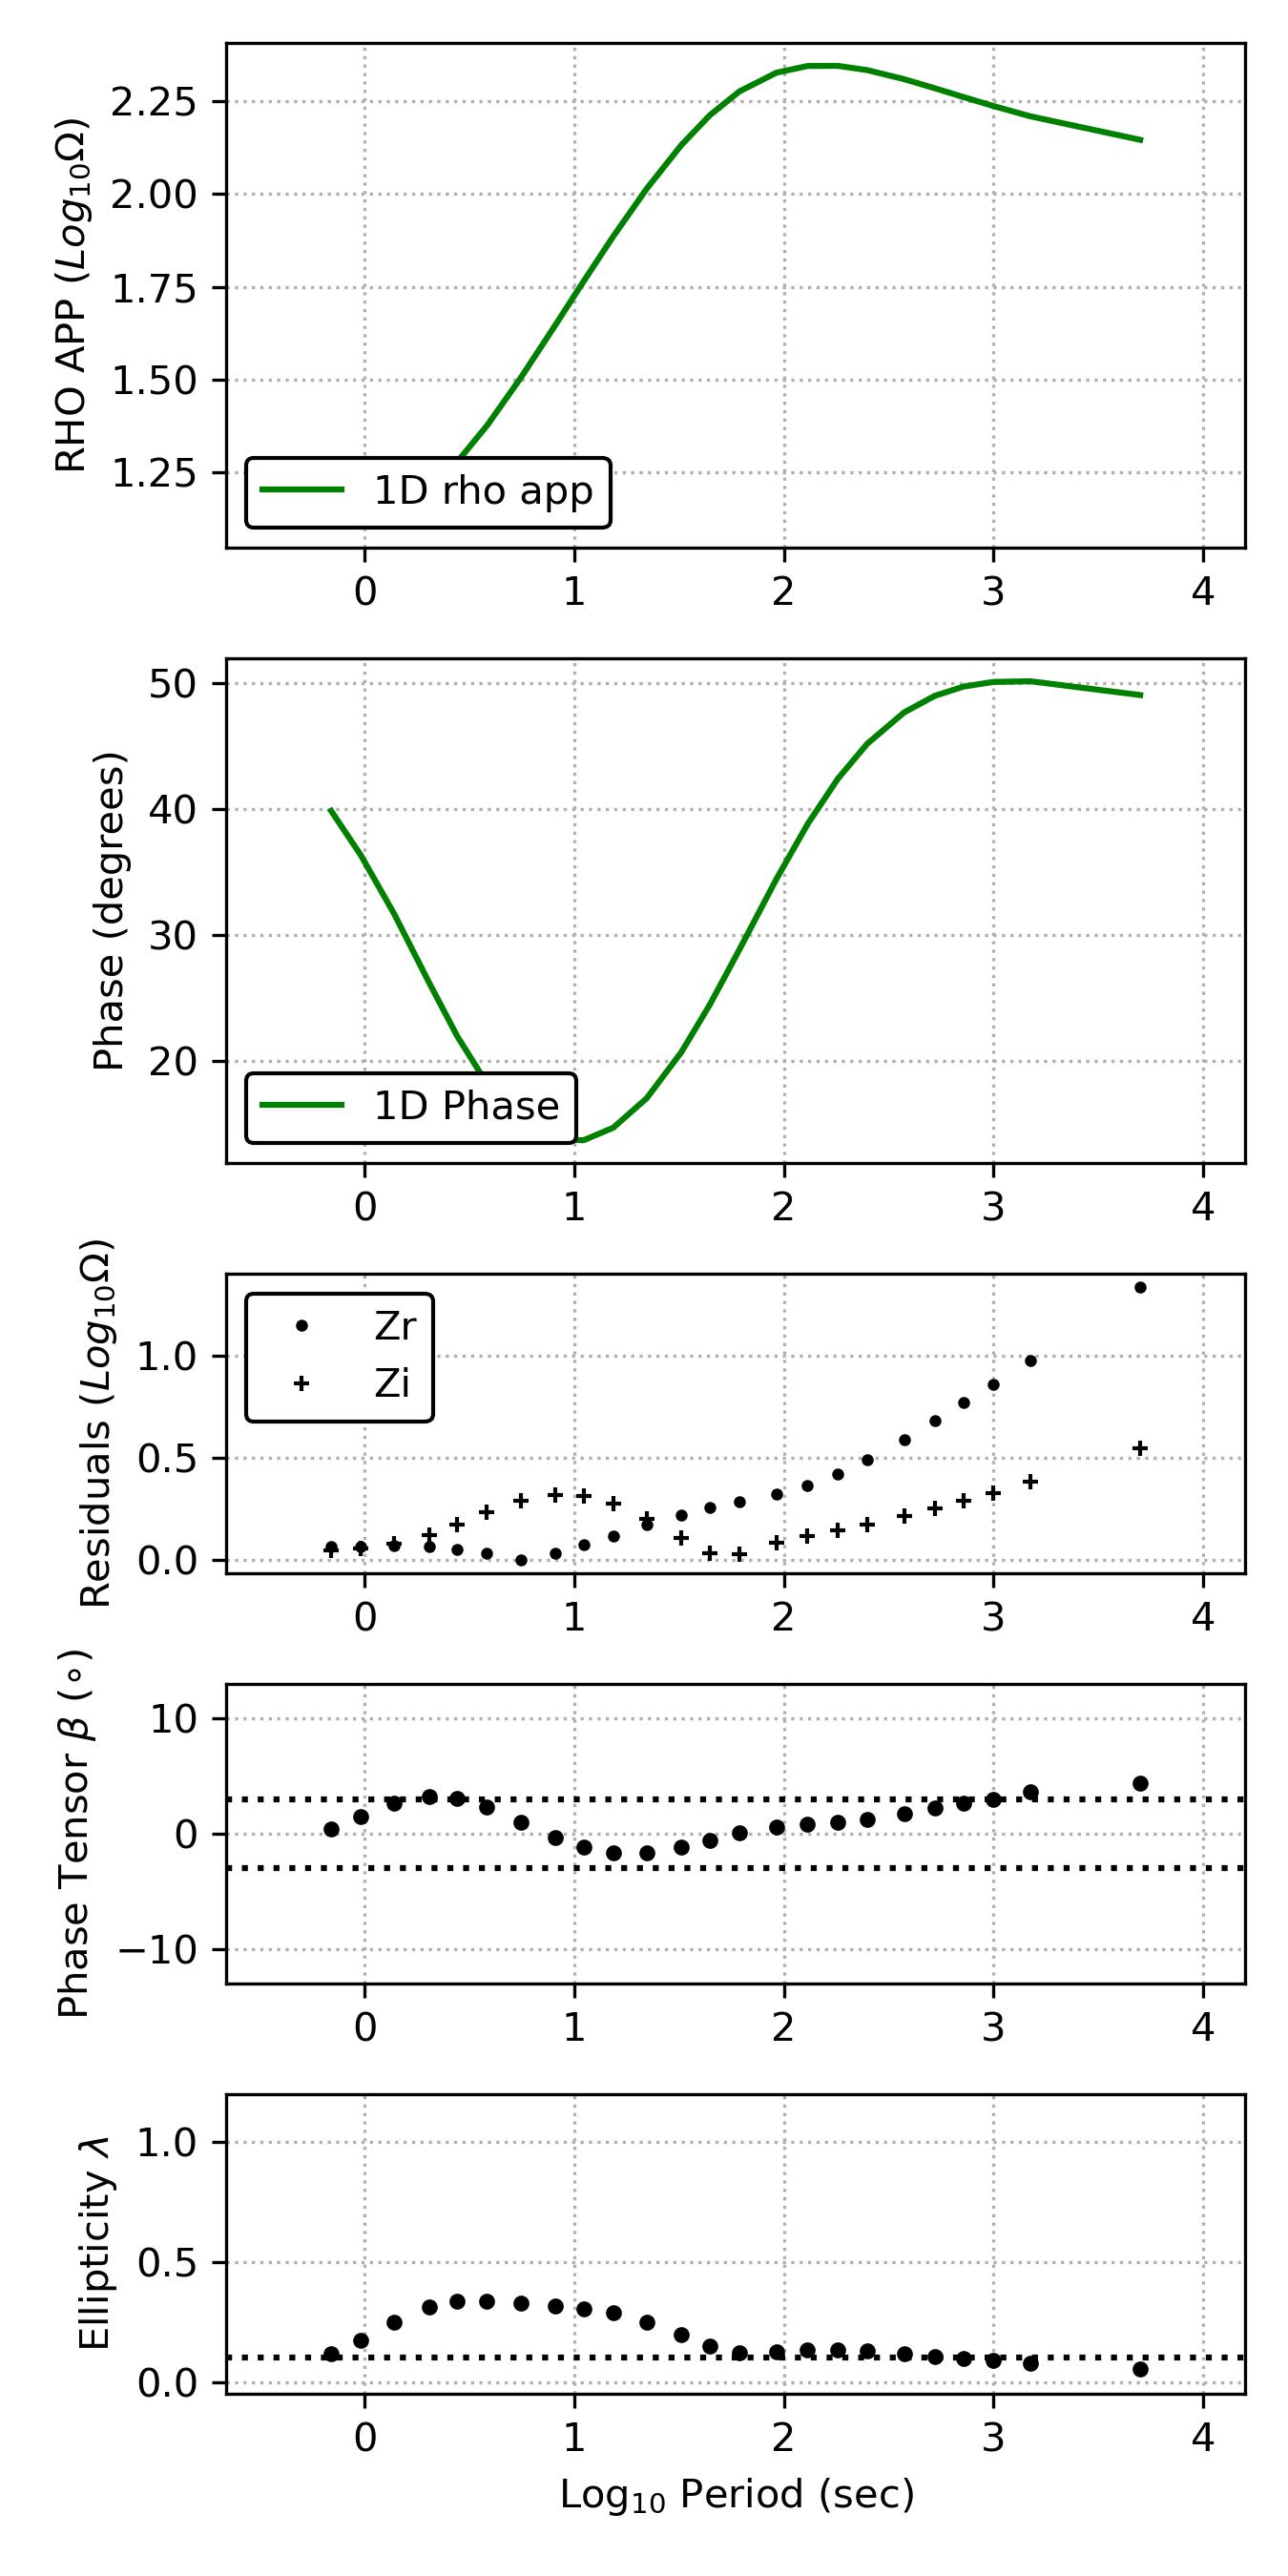 RHO APP (Log₁₀Ω)
2.25
2.00
1.75
1.50
1.25
1D rho app
0 1 2 3 4
Phase (degrees)
50
40
30
20
1D Phase
0 1 2 3 4
Residuals (Log₁₀Ω)
1.0
0.5
0.0
Zr
Zi
0 1 2 3 4
Phase Tensor β (∘)
10
0
−10
0 1 2 3 4
Ellipticity λ
1.0
0.5
0.0
0 1 2 3 4
Log₁₀ Period (sec)